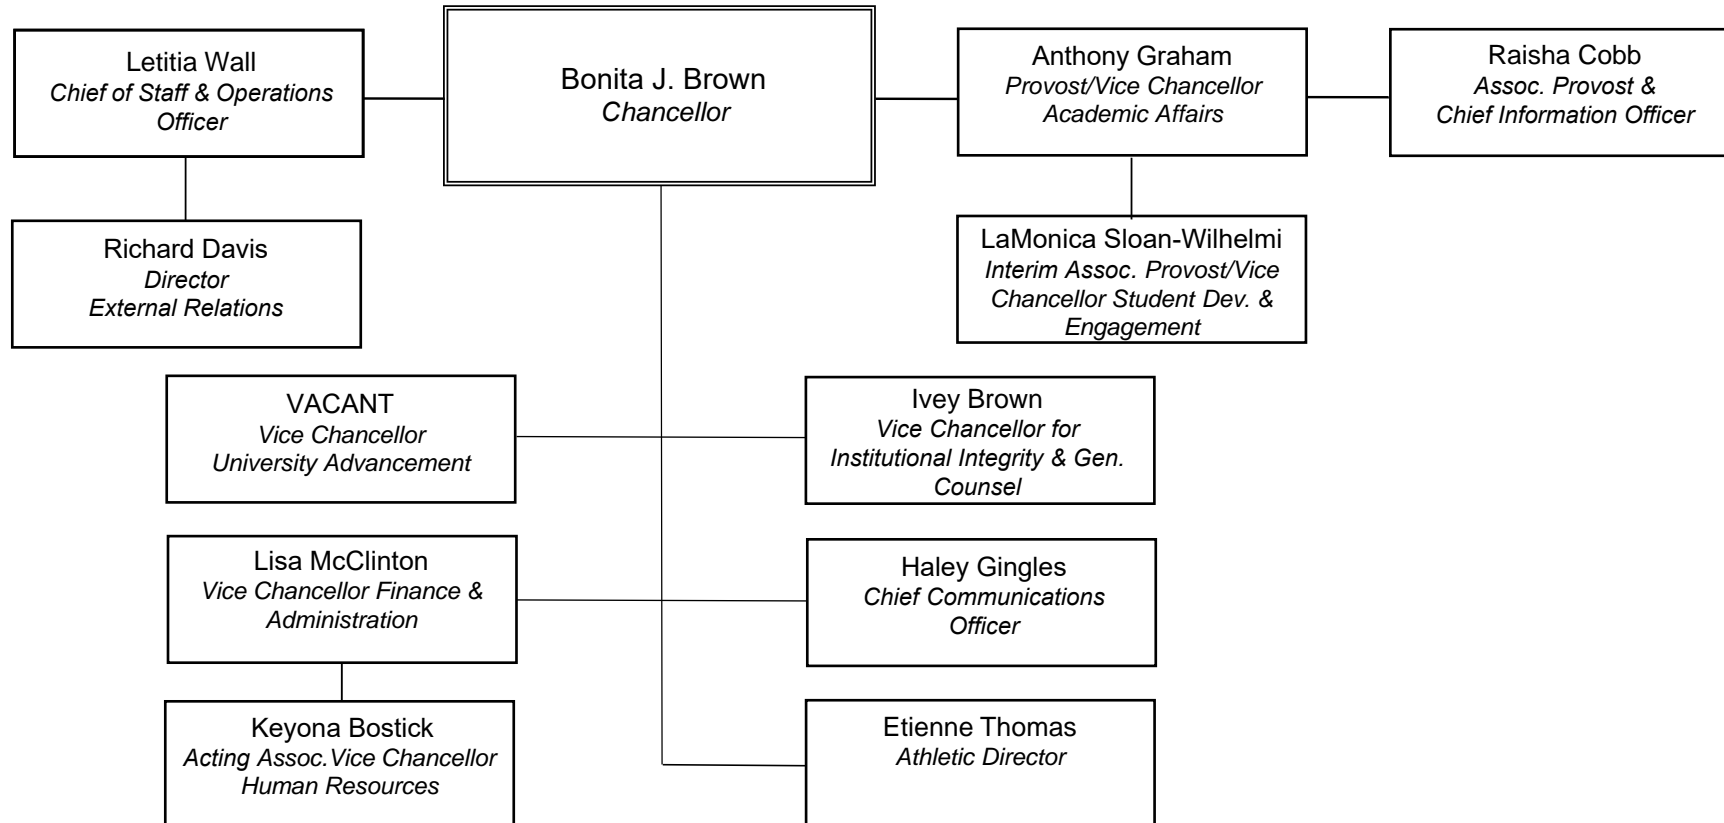 Letitia Wall
Chief of Staff & Operations
Officer
Bonita J. Brown
Chancellor
Anthony Graham
Provost/Vice Chancellor
Academic Affairs
Raisha Cobb
Assoc. Provost &
Chief Information Officer
Richard Davis
Director
External Relations
LaMonica Sloan-Wilhelmi
Interim Assoc. Provost/Vice
Chancellor Student Dev. &
Engagement
VACANT
Vice Chancellor
University Advancement
Ivey Brown
Vice Chancellor for
Institutional Integrity & Gen.
Counsel
Lisa McClinton
Vice Chancellor Finance &
Administration
Haley Gingles
Chief Communications
Officer
Keyona Bostick
Acting Assoc.Vice Chancellor
Human Resources
Etienne Thomas
Athletic Director